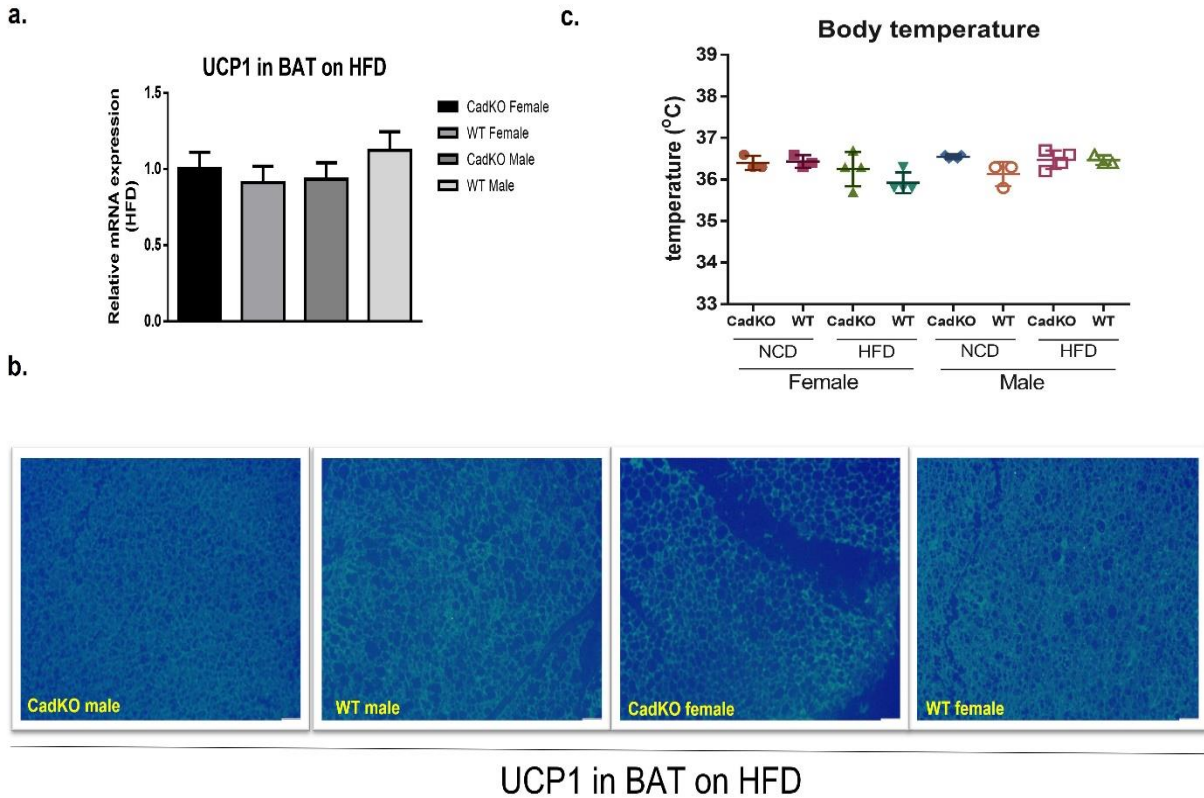 a.
UCP1 in BAT on HFD
Relative mRNA expression
(HFD)
1.5
1.0
0.5
0.0
CadKO Female
WT Female
CadKO Male
WT Male
c.
Body temperature
temperature (°C)
39
38
37
36
35
34
33
CadKO WT CadKO WT CadKO WT CadKO WT
NCD HFD NCD HFD
Female Male
b.
CadKO male
WT male
CadKO female
WT female
UCP1 in BAT on HFD